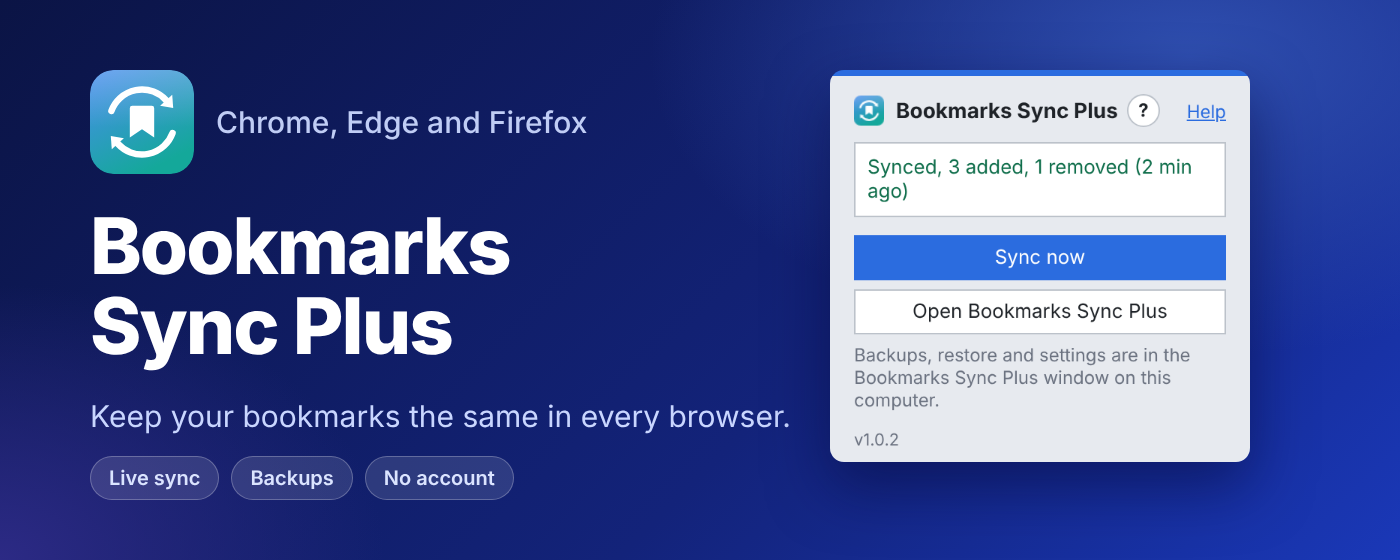 Chrome, Edge and Firefox
Bookmarks
Sync Plus
Keep your bookmarks the same in every browser.
Live sync
Backups
No account
Bookmarks Sync Plus
?
Help
Synced, 3 added, 1 removed (2 min
ago)
Sync now
Open Bookmarks Sync Plus
Backups, restore and settings are in the
Bookmarks Sync Plus window on this
computer.
v1.0.2